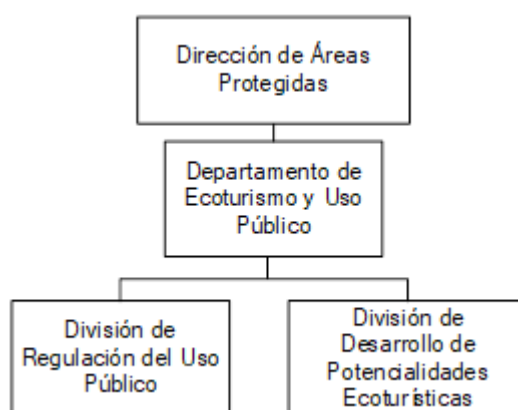 Dirección de Áreas
Protegidas
Departamento de
Ecoturismo y Uso
Público
División de
Regulación del Uso
Público
División de
Desarrollo de
Potencialidades
Ecoturísticas